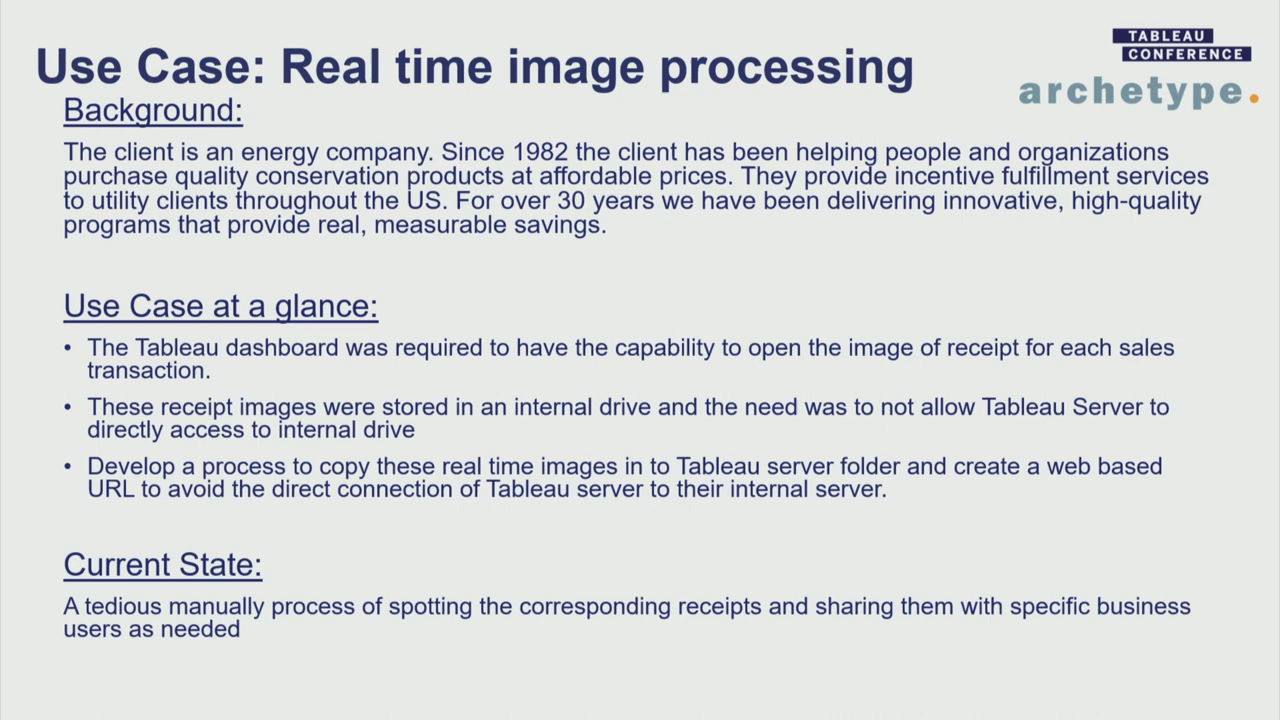 TABLEAU
CONFERENCE
archetype.
Use Case: Real time image processing
Background:
The client is an energy company. Since 1982 the client has been helping people and organizations
purchase quality conservation products at affordable prices. They provide incentive fulfillment services
to utility clients throughout the US. For over 30 years we have been delivering innovative, high-quality
programs that provide real, measurable savings.
Use Case at a glance:
• The Tableau dashboard was required to have the capability to open the image of receipt for each sales
transaction.
• These receipt images were stored in an internal drive and the need was to not allow Tableau Server to
directly access to internal drive
• Develop a process to copy these real time images in to Tableau server folder and create a web based
URL to avoid the direct connection of Tableau server to their internal server.
Current State:
A tedious manually process of spotting the corresponding receipts and sharing them with specific business
users as needed